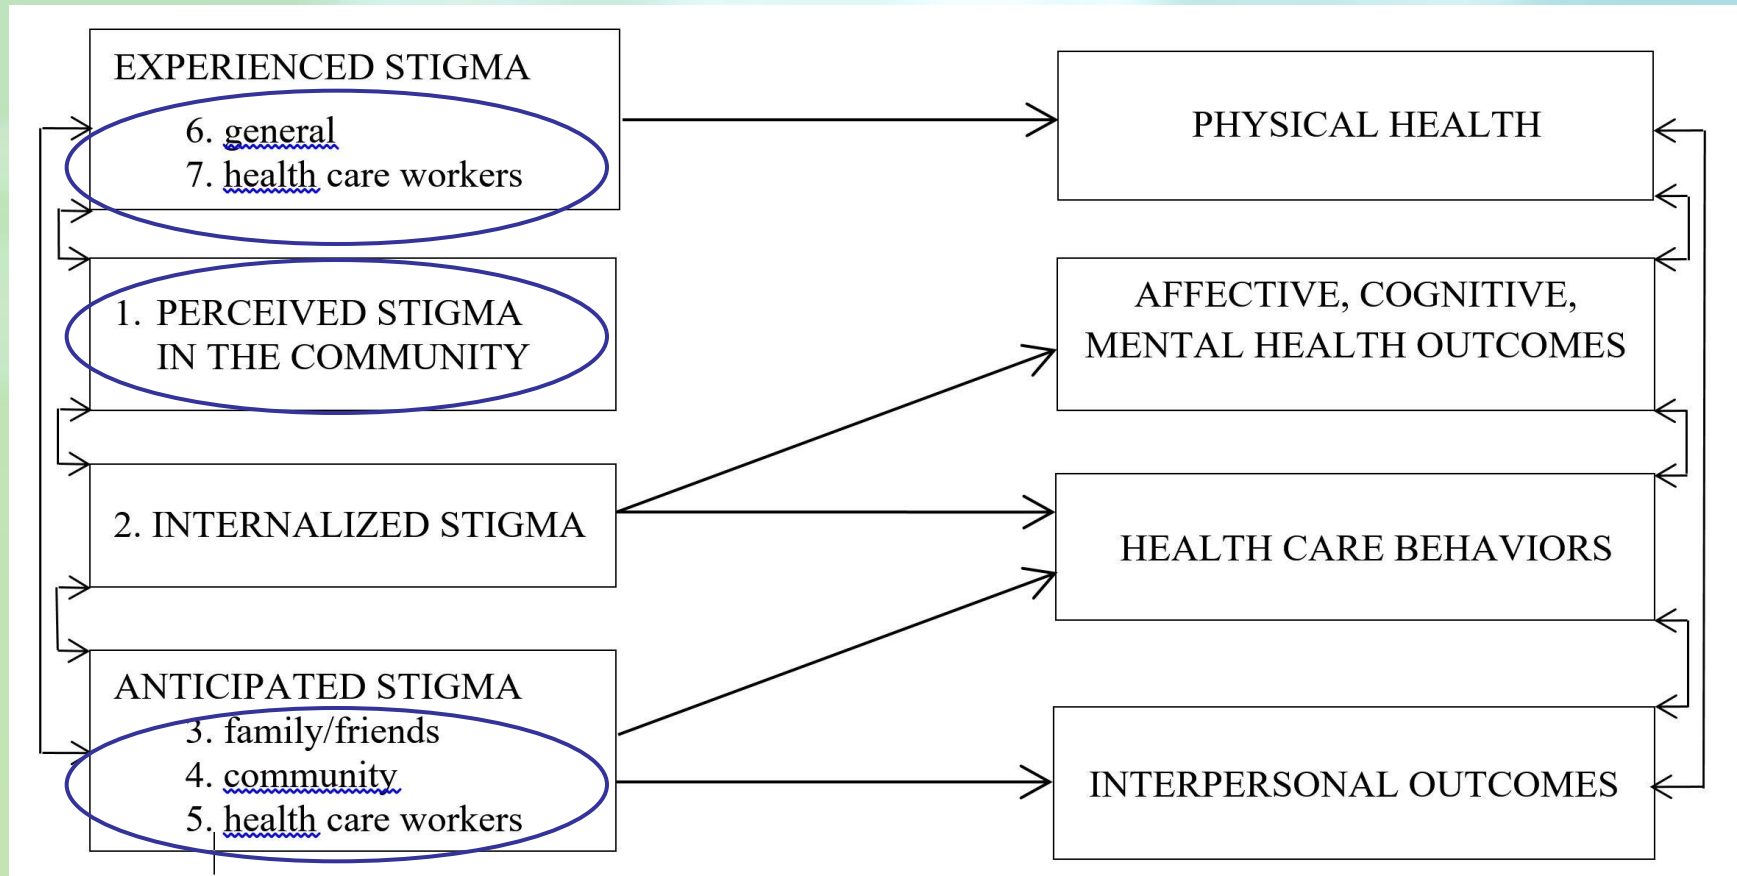 EXPERIENCED STIGMA
6. general
7. health care workers
1. PERCEIVED STIGMA
IN THE COMMUNITY
2. INTERNALIZED STIGMA
ANTICIPATED STIGMA
3. family/friends
4. community
5. health care workers
PHYSICAL HEALTH
AFFECTIVE, COGNITIVE,
MENTAL HEALTH OUTCOMES
HEALTH CARE BEHAVIORS
INTERPERSONAL OUTCOMES